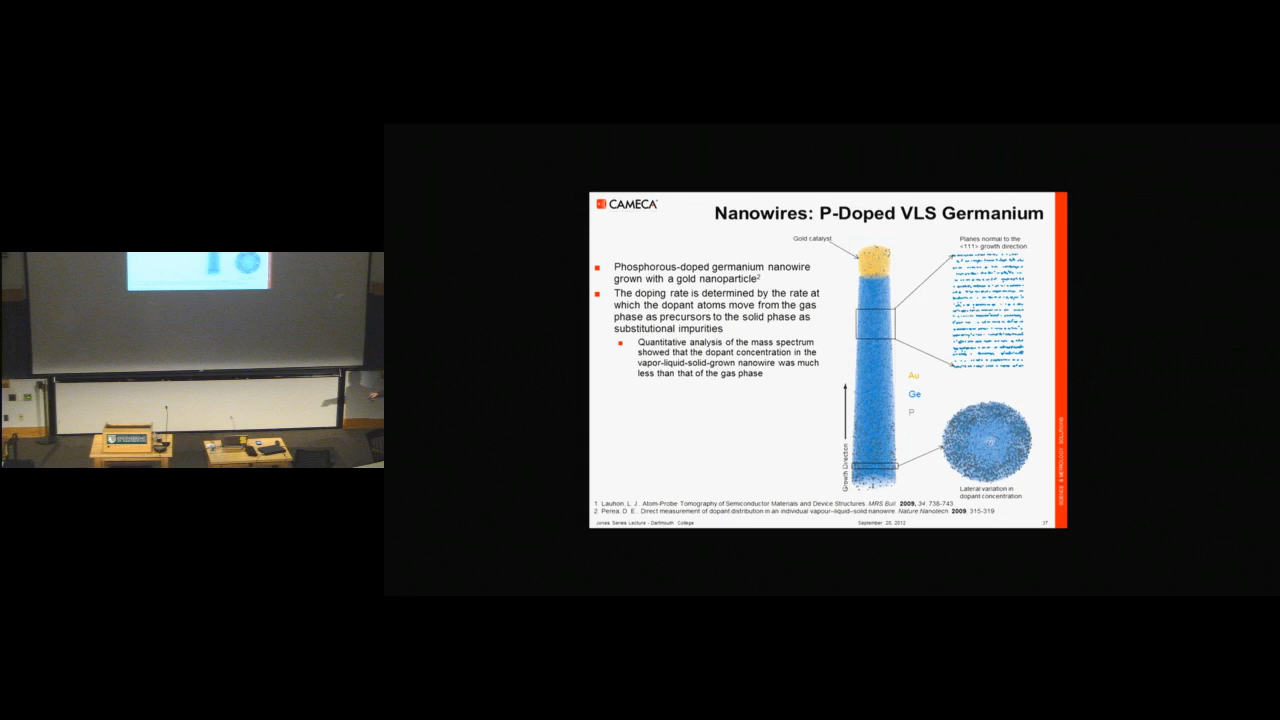 CAMECA
Nanowires: P-Doped VLS Germanium
Gold catalyst
Planes normal to the
<111> growth direction
Phosphorous-doped germanium nanowire
grown with a gold nanoparticle2
The doping rate is determined by the rate at
which the dopant atoms move from the gas
phase as precursors to the solid phase as
substitutional impurities
Quantitative analysis of the mass spectrum
showed that the dopant concentration in the
vapor-liquid-solid-grown nanowire was much
less than that of the gas phase
Au
Ge
P
Growth Direction
Lateral variation in
dopant concentration
SCIENCE & METROLOGY SOLUTIONS
1. Lauhon. L. J.. Atom-Probe Tomography of Semiconductor Materials and Device Structures. MRS Bull. 2009, 34, 738-743.
2. Perea. D. E.. Direct measurement of dopant distribution in an individual vapour–liquid–solid nanowire. Nature Nanotech. 2009. 315-319
Jones Series Lecture - Dartmouth College
September 28, 2012
37